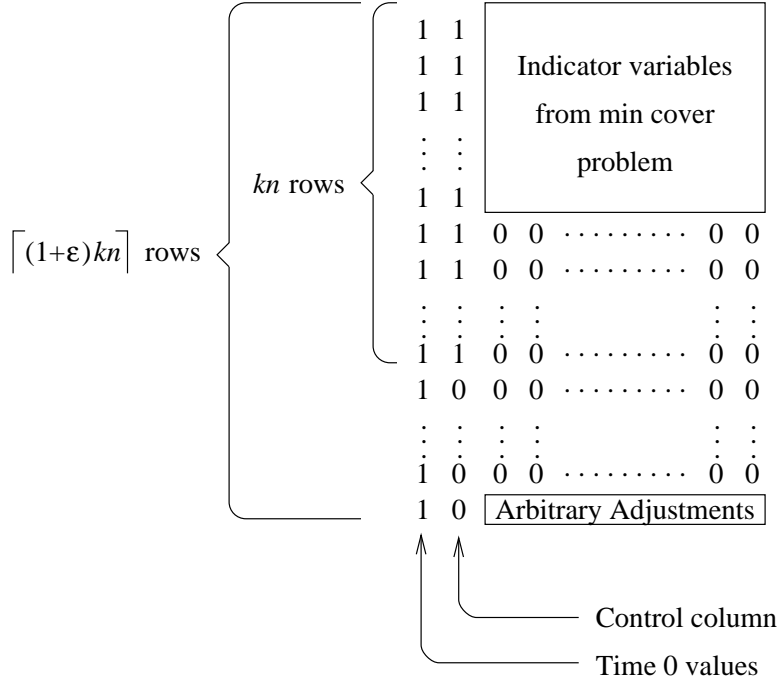 1 1
1 1 Indicator variables
1 1 from min cover
⋮ ⋮ problem
kn rows
1 1
⌈(1+ε)kn⌉ rows
1 1 0 0 ········· 0 0
1 1 0 0 ········· 0 0
⋮ ⋮ ⋮ ⋮ ⋮ ⋮
1 1 0 0 ········· 0 0
1 0 0 0 ········· 0 0
⋮ ⋮ ⋮ ⋮ ⋮ ⋮
1 0 0 0 ········· 0 0
1 0 Arbitrary Adjustments
Control column
Time 0 values